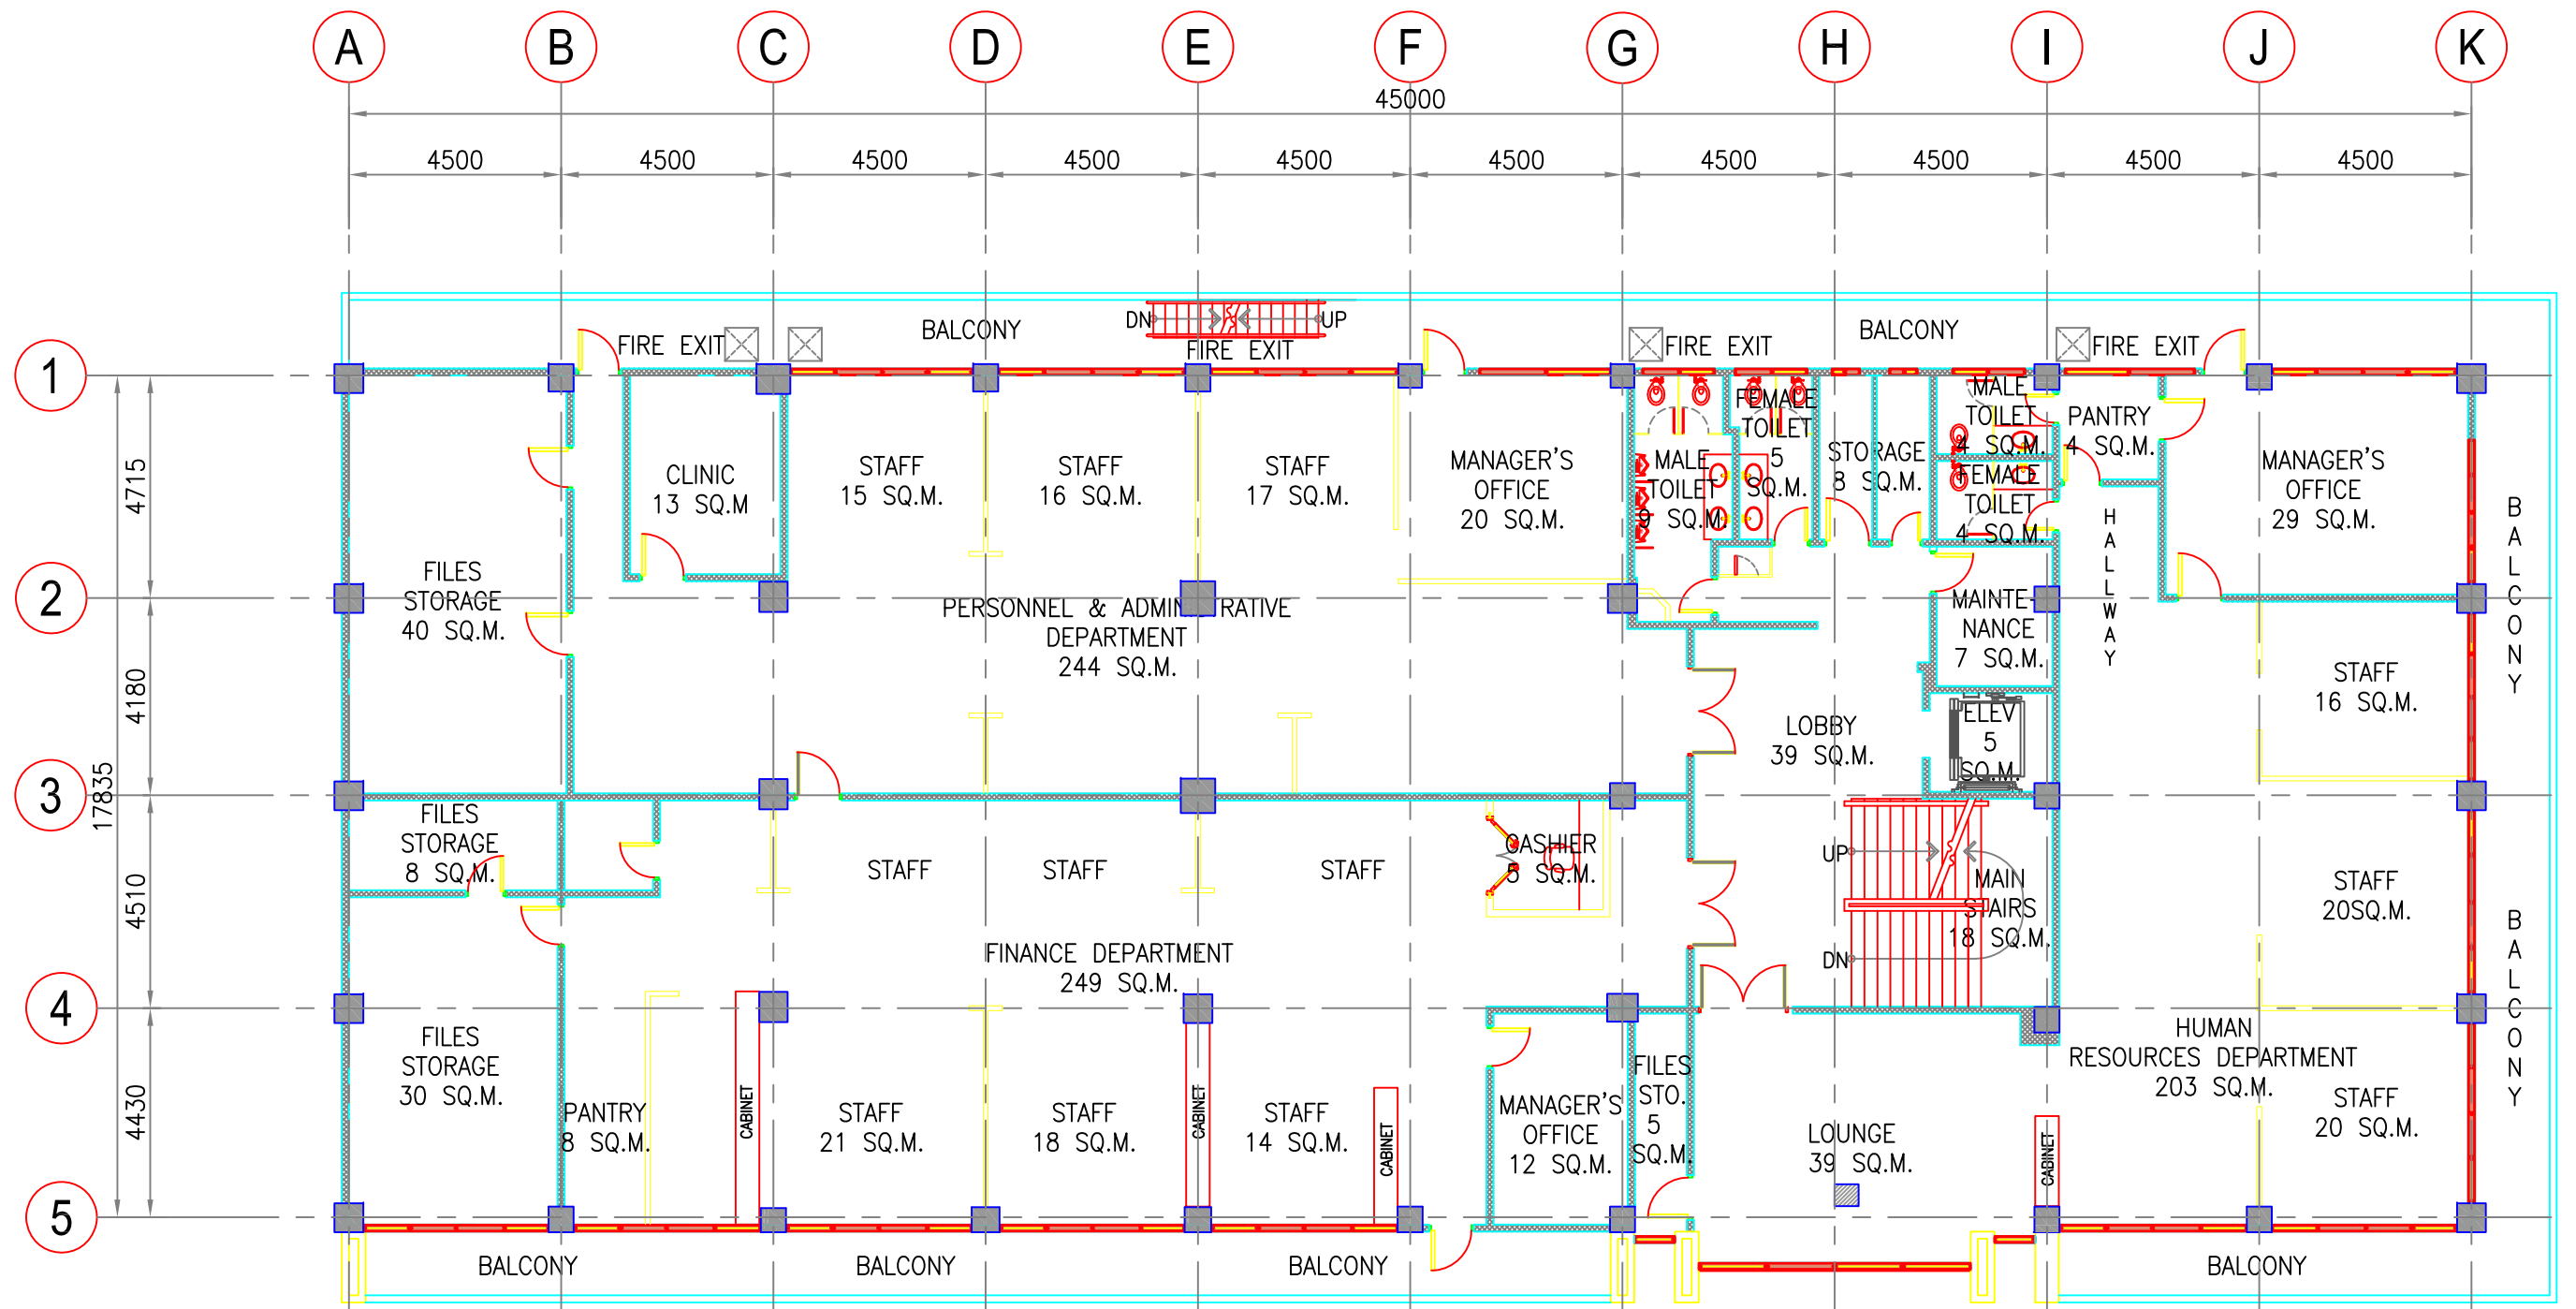 A B C D E F G H I J K
45000
4500 4500 4500 4500 4500 4500 4500 4500 4500 4500
1
2
3
4
5
4715
4180
4510
4430
17835
FIRE EXIT
BALCONY
DN
UP
FIRE EXIT
FIRE EXIT
BALCONY
FIRE EXIT
FILES
STORAGE
40 SQ.M.
CLINIC
13 SQ.M
STAFF
15 SQ.M.
STAFF
16 SQ.M.
STAFF
17 SQ.M.
MANAGER'S
OFFICE
20 SQ.M.
MALE
TOILET
9 SQ.M.
FEMALE
TOILET
5
SQ.M.
STORAGE
8 SQ.M.
MALE
TOILET
4 SQ.M.
FEMALE
TOILET
4 SQ.M.
PANTRY
4 SQ.M.
HALLWAY
MANAGER'S
OFFICE
29 SQ.M.
BALCONY
PERSONNEL & ADMINISTRATIVE
DEPARTMENT
244 SQ.M.
MAINTE-
NANCE
7 SQ.M.
STAFF
16 SQ.M.
LOBBY
39 SQ.M.
ELEV
5
SQ.M.
FILES
STORAGE
8 SQ.M.
STAFF
STAFF
STAFF
CASHIER
5 SQ.M.
UP
MAIN
STAIRS
18 SQ.M.
DN
STAFF
20SQ.M.
BALCONY
FINANCE DEPARTMENT
249 SQ.M.
HUMAN
RESOURCES DEPARTMENT
203 SQ.M.
FILES
STORAGE
30 SQ.M.
PANTRY
8 SQ.M.
CABINET
STAFF
21 SQ.M.
STAFF
18 SQ.M.
CABINET
STAFF
14 SQ.M.
CABINET
MANAGER'S
OFFICE
12 SQ.M.
FILES
STO.
5
SQ.M.
LOUNGE
39 SQ.M.
CABINET
STAFF
20 SQ.M.
BALCONY
BALCONY
BALCONY
BALCONY